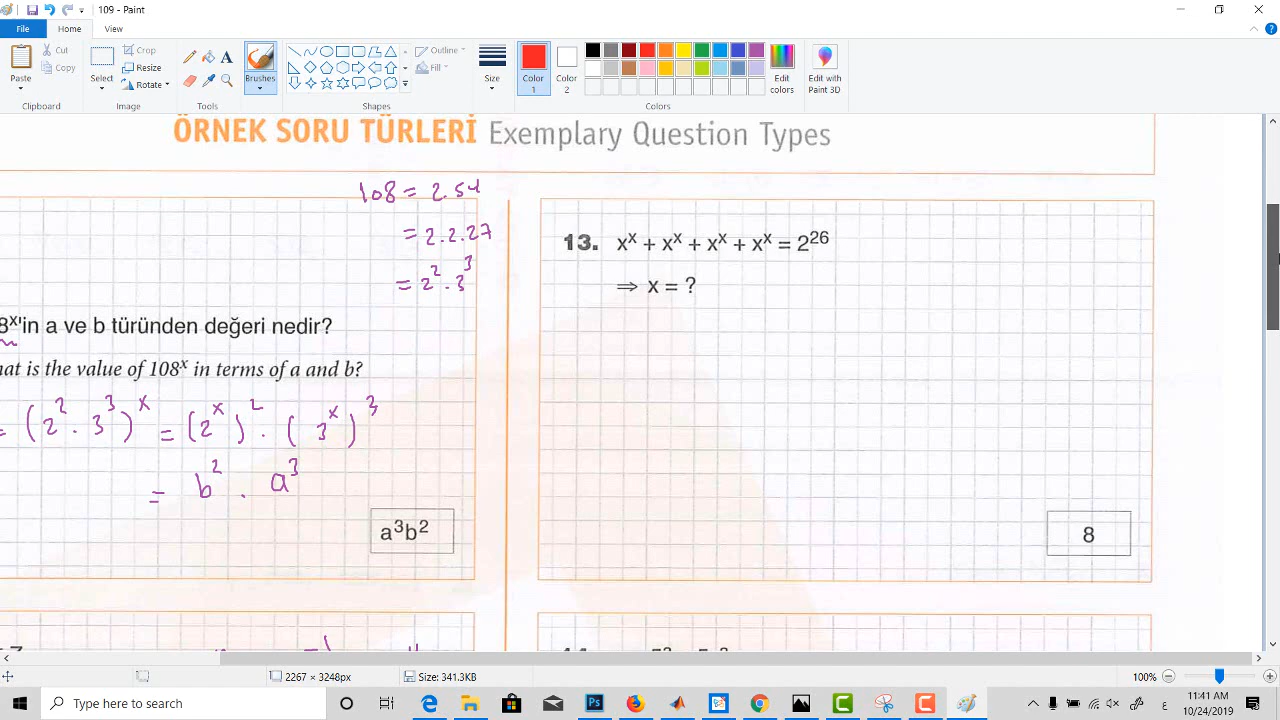 109 - Paint
File Home View
Paste Cut Copy Clipboard
Select Crop Resize Rotate Image
Tools
Brushes
Outline Fill Shapes
Size
Color 1 Color 2 Edit colors Colors
Edit with Paint 3D
ÖRNEK SORU TÜRLERİ Exemplary Question Types
108 = 2.54
= 2.2.27
= 2² . 3³
8ˣ'in a ve b türünden değeri nedir?
hat is the value of 108ˣ in terms of a and b?
= (2² . 3³)ˣ = (2ˣ)² . (3ˣ)³
= b² . a³
a³b²
13. xˣ + xˣ + xˣ + xˣ = 2²⁶
⇒ x = ?
8
2267 × 3248px Size: 341.3KB 100%
Type here to search
11:41 AM
10/24/2019